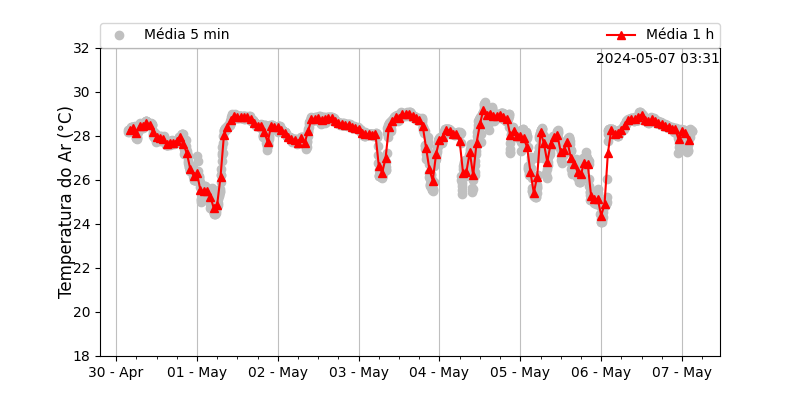 Média 5 min
Média 1 h
2024-05-07 03:31
Temperatura do Ar (°C)
32
30
28
26
24
22
20
18
30 - Apr
01 - May
02 - May
03 - May
04 - May
05 - May
06 - May
07 - May